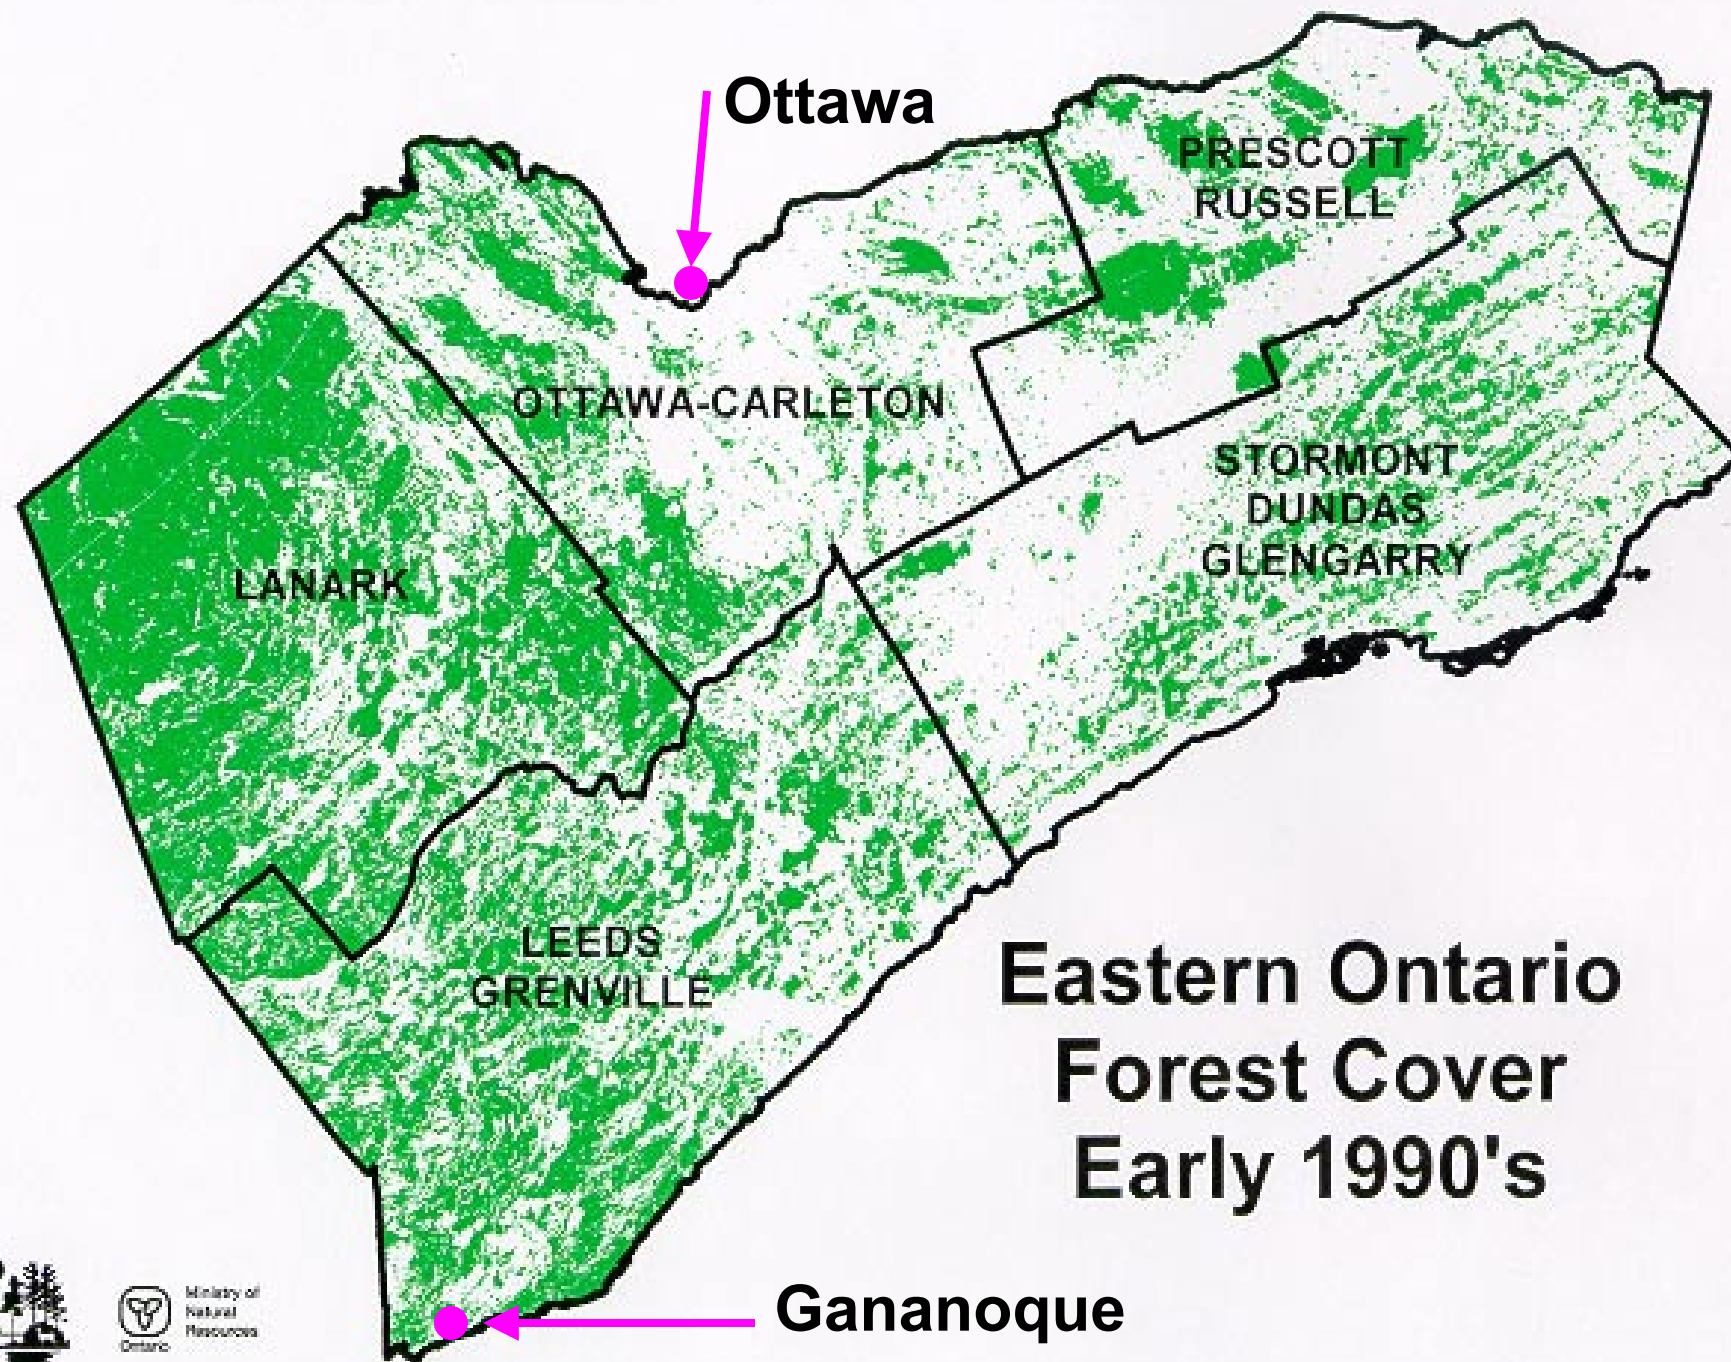 Ottawa
PRESCOTT
RUSSELL
OTTAWA-CARLETON
STORMONT
DUNDAS
GLENGARRY
LANARK
LEEDS
GRENVILLE
Eastern Ontario
Forest Cover
Early 1990's
Gananoque
Ministry of
Natural
Resources
Ontario